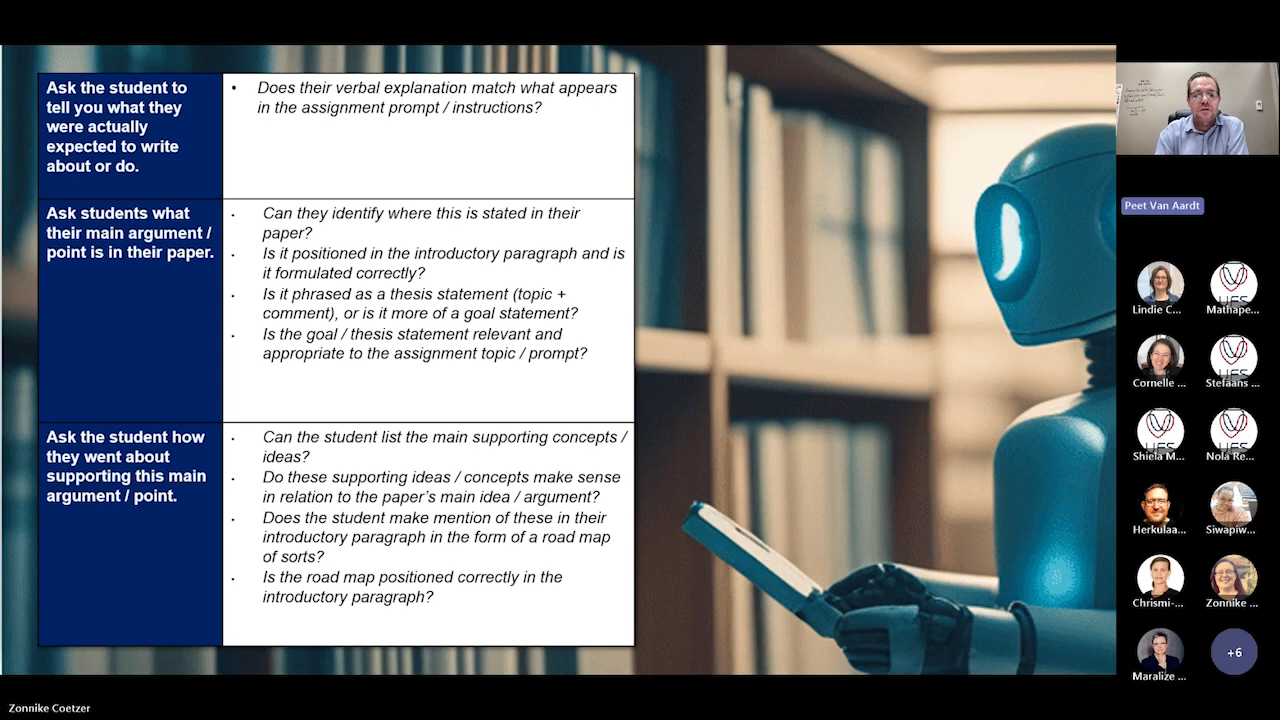 Ask the student to
tell you what they
were actually
expected to write
about or do.
• Does their verbal explanation match what appears
in the assignment prompt / instructions?
Ask students what
their main argument /
point is in their paper.
• Can they identify where this is stated in their
paper?
• Is it positioned in the introductory paragraph and is
it formulated correctly?
• Is it phrased as a thesis statement (topic +
comment), or is it more of a goal statement?
• Is the goal / thesis statement relevant and
appropriate to the assignment topic / prompt?
Ask the student how
they went about
supporting this main
argument / point.
• Can the student list the main supporting concepts /
ideas?
• Do these supporting ideas / concepts make sense
in relation to the paper's main idea / argument?
• Does the student make mention of these in their
introductory paragraph in the form of a road map
of sorts?
• Is the road map positioned correctly in the
introductory paragraph?
Peet Van Aardt
Lindie C...
Mathape...
Cornelle ...
Stefaans ...
Shiela M...
Nola Re...
Herkulaa...
Siwapiw...
Chrismi-...
Zonnike ...
Maralize ...
+6
Zonnike Coetzer